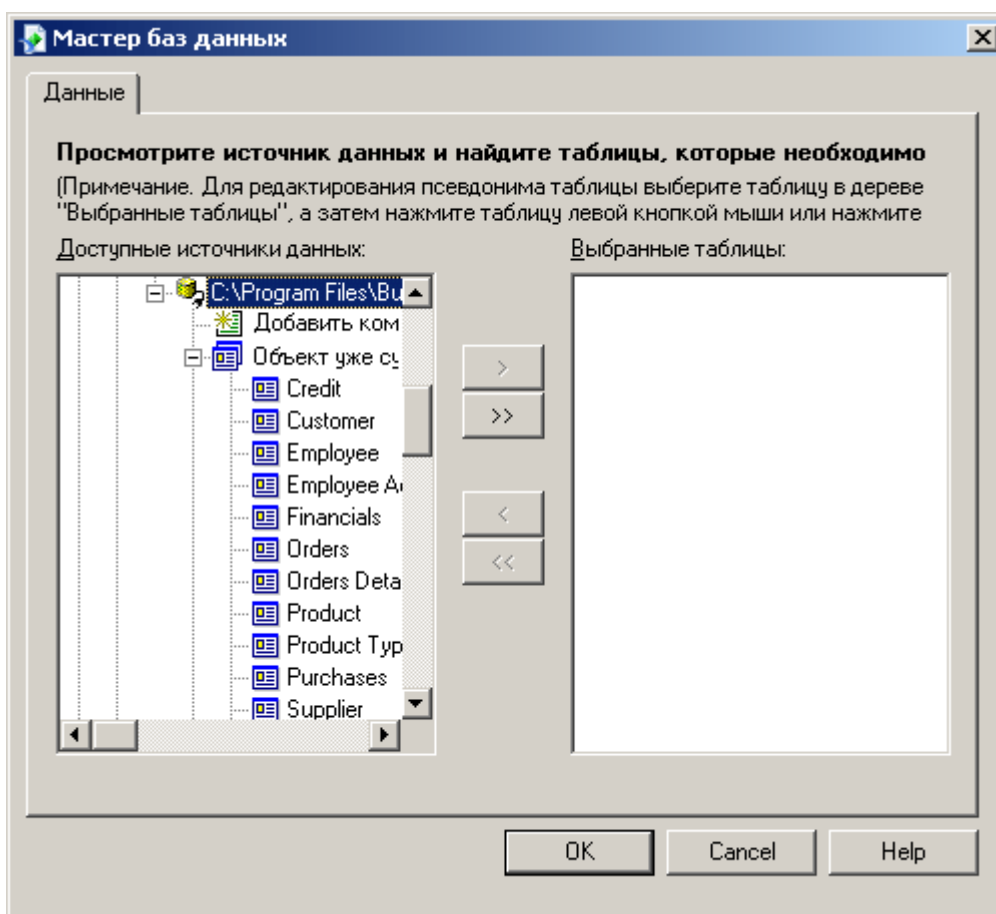 Мастер баз данных
Данные
Просмотрите источник данных и найдите таблицы, которые необходимо
(Примечание. Для редактирования псевдонима таблицы выберите таблицу в дереве
"Выбранные таблицы", а затем нажмите таблицу левой кнопкой мыши или нажмите
Доступные источники данных:
Выбранные таблицы:
C:\Program Files\Bu
Добавить ком
Объект уже су
Credit
Customer
Employee
Employee A
Financials
Orders
Orders Deta
Product
Product Typ
Purchases
Supplier
>
>>
<
<<
OK
Cancel
Help